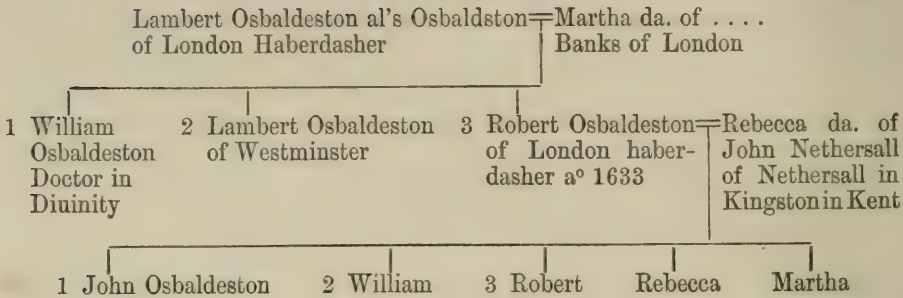 Lambert Osbaldeston al's Osbaldston=Martha da. of . . . .
of London Haberdasher Banks of London
1 William 2 Lambert Osbaldeston 3 Robert Osbaldeston=Rebecca da. of
Osbaldeston of Westminster of London haber- John Nethersall
Doctor in dasher aº 1633 of Nethersall in
Diuinity Kingston in Kent
1 John Osbaldeston 2 William 3 Robert Rebecca Martha